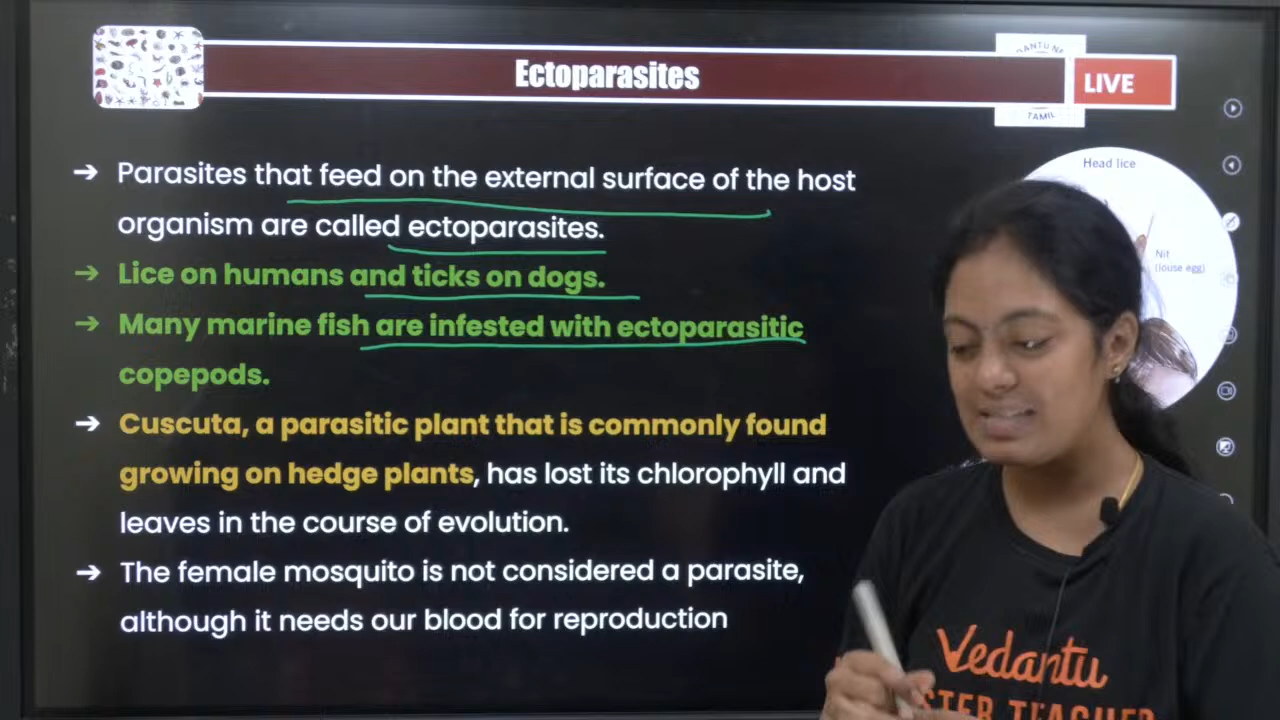 Ectoparasites
LIVE
TAMIL
Head lice
Nit
(louse egg)
➔ Parasites that feed on the external surface of the host
organism are called ectoparasites.
➔ Lice on humans and ticks on dogs.
➔ Many marine fish are infested with ectoparasitic
copepods.
➔ Cuscuta, a parasitic plant that is commonly found
growing on hedge plants, has lost its chlorophyll and
leaves in the course of evolution.
➔ The female mosquito is not considered a parasite,
although it needs our blood for reproduction
Vedantu
TEACHER